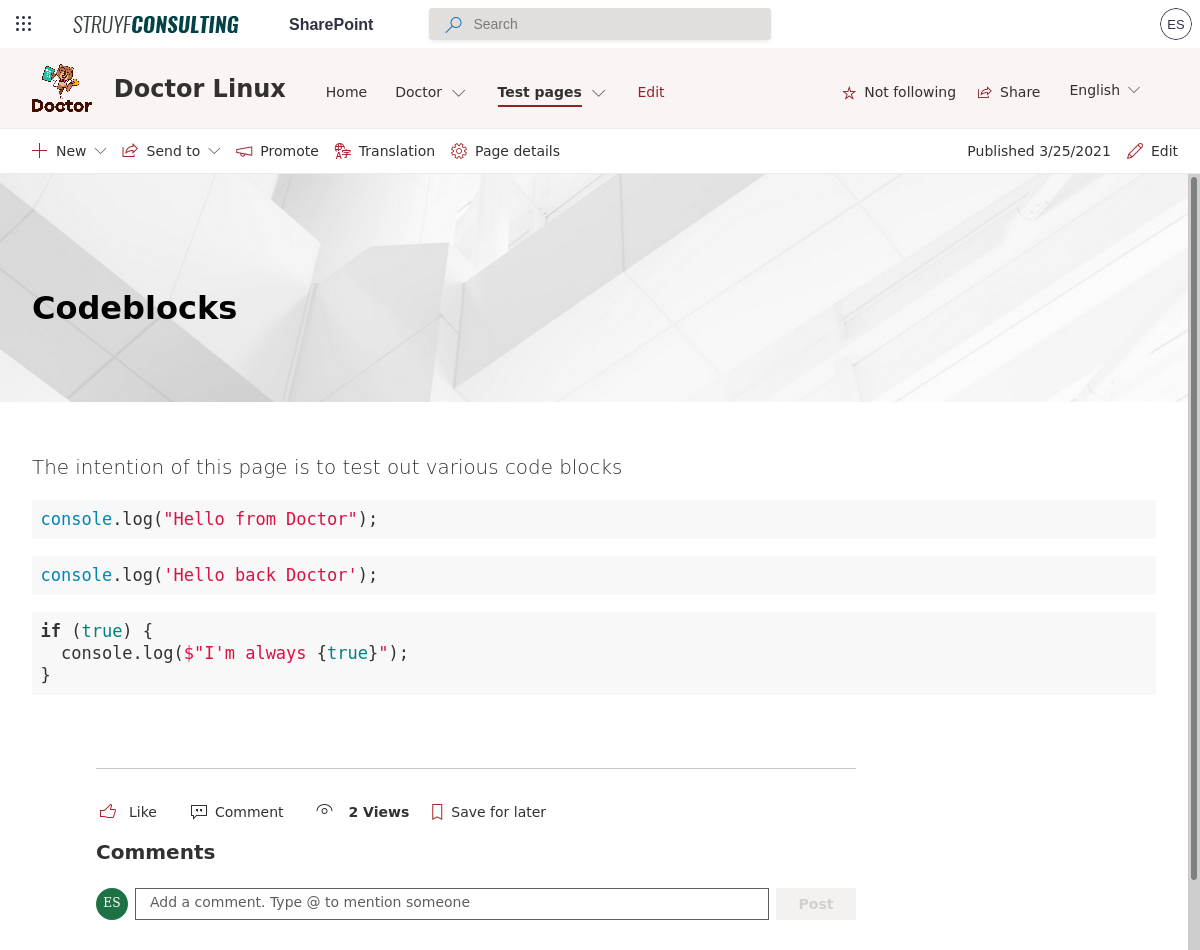 STRUYFCONSULTING SharePoint Search ES
Doctor Doctor Linux Home Doctor Test pages Edit Not following Share English
New Send to Promote Translation Page details Published 3/25/2021 Edit
Codeblocks
The intention of this page is to test out various code blocks
console.log("Hello from Doctor");
console.log('Hello back Doctor');
if (true) {
  console.log($"I'm always {true}");
}
Like Comment 2 Views Save for later
Comments
ES Add a comment. Type @ to mention someone Post